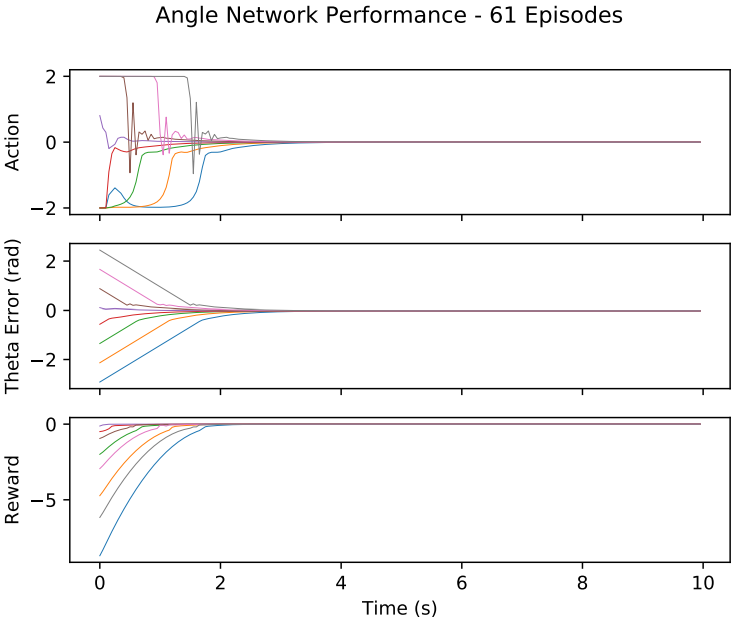 Angle Network Performance - 61 Episodes
Action
2
0
−2
Theta Error (rad)
2
0
−2
Reward
0
−5
0 2 4 6 8 10
Time (s)